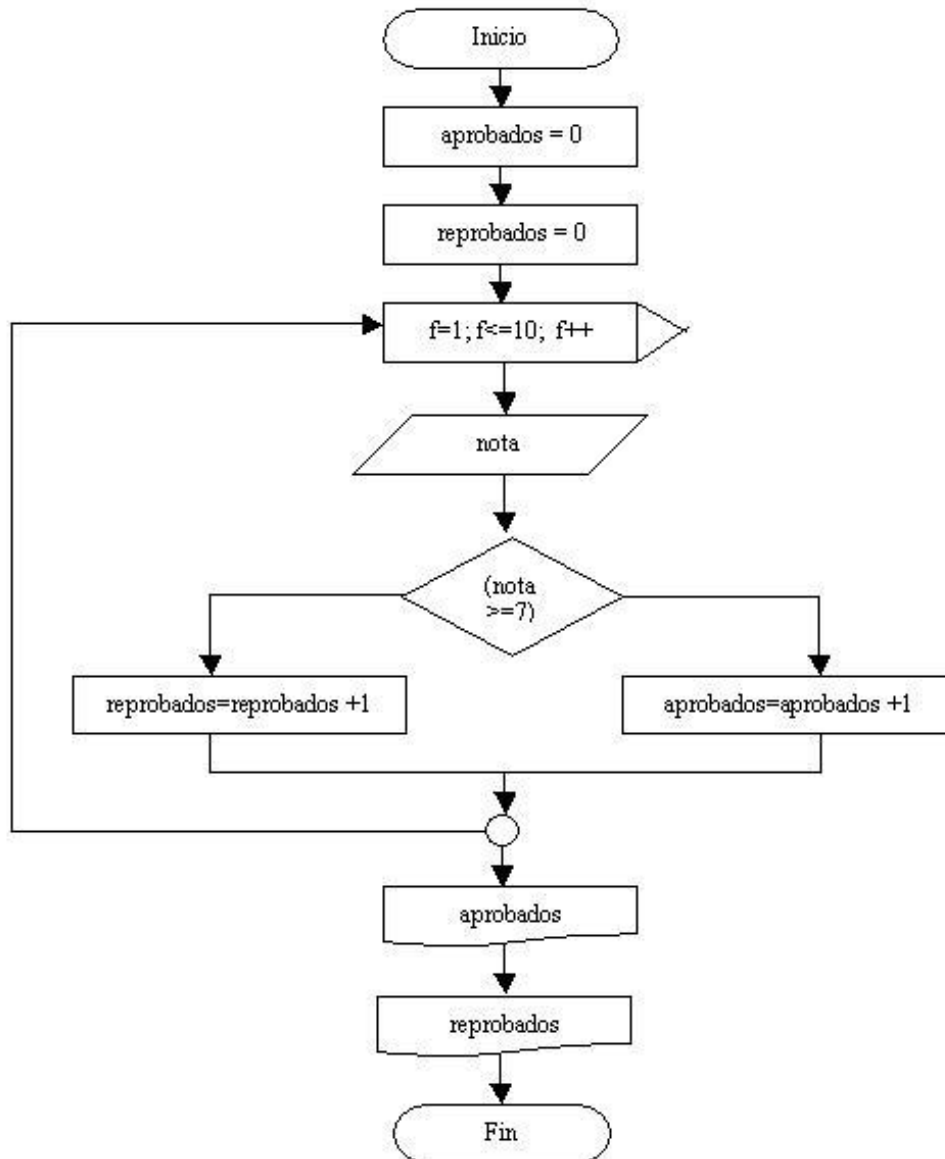 Inicio
aprobados = 0
reprobados = 0
f=1; f<=10; f++
nota
(nota
>=7)
reprobados=reprobados +1
aprobados=aprobados +1
aprobados
reprobados
Fin